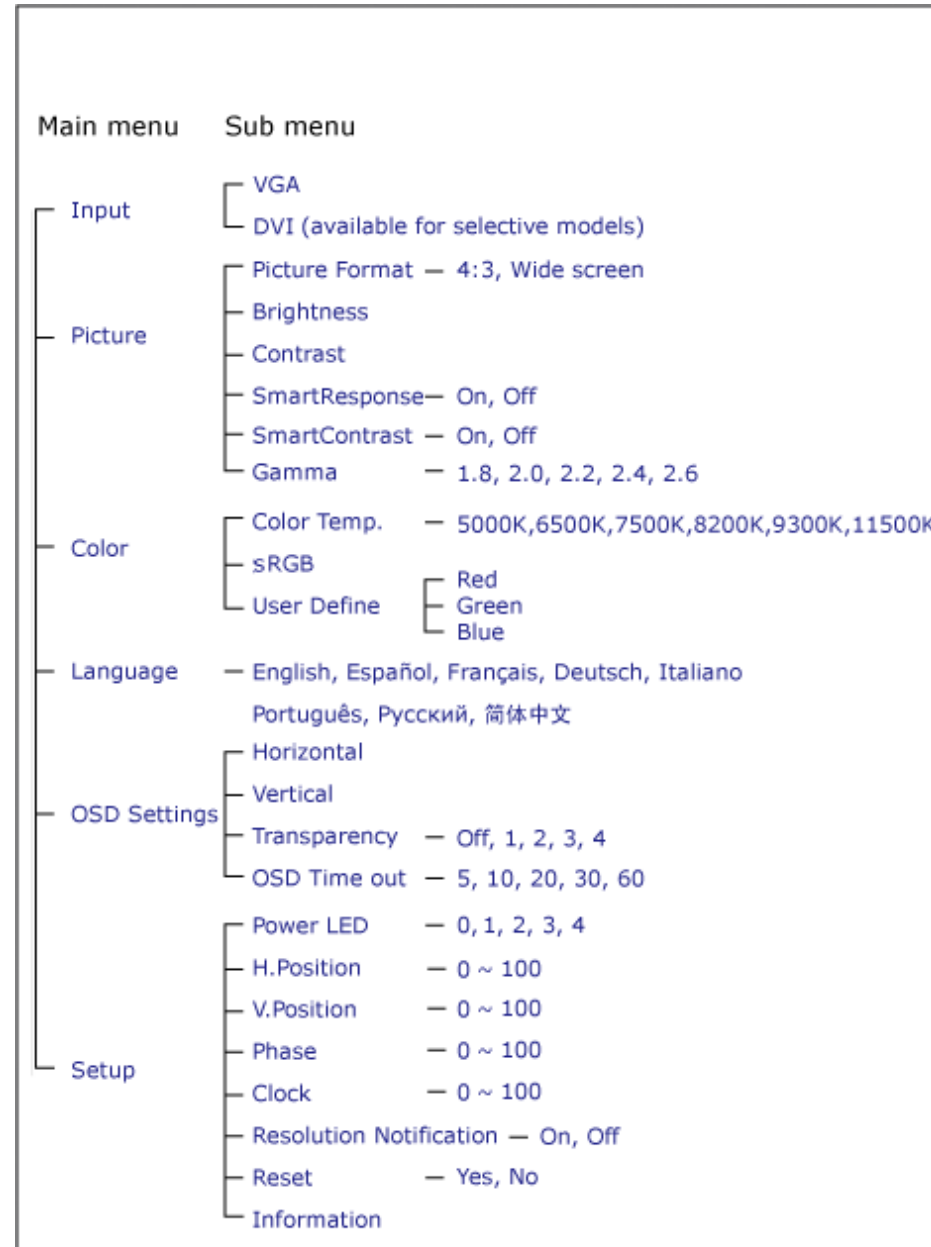 Main menu Sub menu
VGA
Input
DVI (available for selective models)
Picture Format — 4:3, Wide screen
Brightness
Picture
Contrast
SmartResponse — On, Off
SmartContrast — On, Off
Gamma — 1.8, 2.0, 2.2, 2.4, 2.6
Color Temp. — 5000K,6500K,7500K,8200K,9300K,11500K
Color
sRGB
Red
User Define Green
Blue
Language — English, Español, Français, Deutsch, Italiano
Português, Русский, 简体中文
Horizontal
Vertical
OSD Settings
Transparency — Off, 1, 2, 3, 4
OSD Time out — 5, 10, 20, 30, 60
Power LED — 0, 1, 2, 3, 4
H.Position — 0 ~ 100
V.Position — 0 ~ 100
Phase — 0 ~ 100
Setup
Clock — 0 ~ 100
Resolution Notification — On, Off
Reset — Yes, No
Information